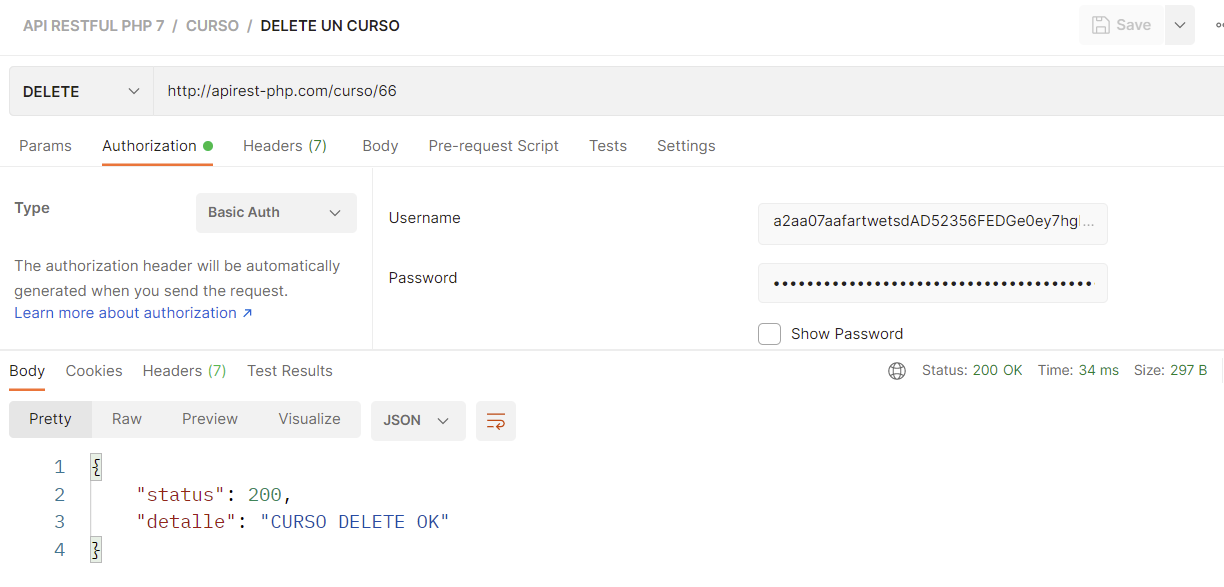 API RESTFUL PHP 7 / CURSO / DELETE UN CURSO
Save
DELETE
http://apirest-php.com/curso/66
Params Authorization Headers (7) Body Pre-request Script Tests Settings
Type
Basic Auth
The authorization header will be automatically
generated when you send the request.
Learn more about authorization ↗
Username
a2aa07aafartwetsdAD52356FEDGe0ey7hgl...
Password
••••••••••••••••••••••••••••••••••••••
Show Password
Body Cookies Headers (7) Test Results
Status: 200 OK Time: 34 ms Size: 297 B
Pretty Raw Preview Visualize JSON
1 {
2 "status": 200,
3 "detalle": "CURSO DELETE OK"
4 }